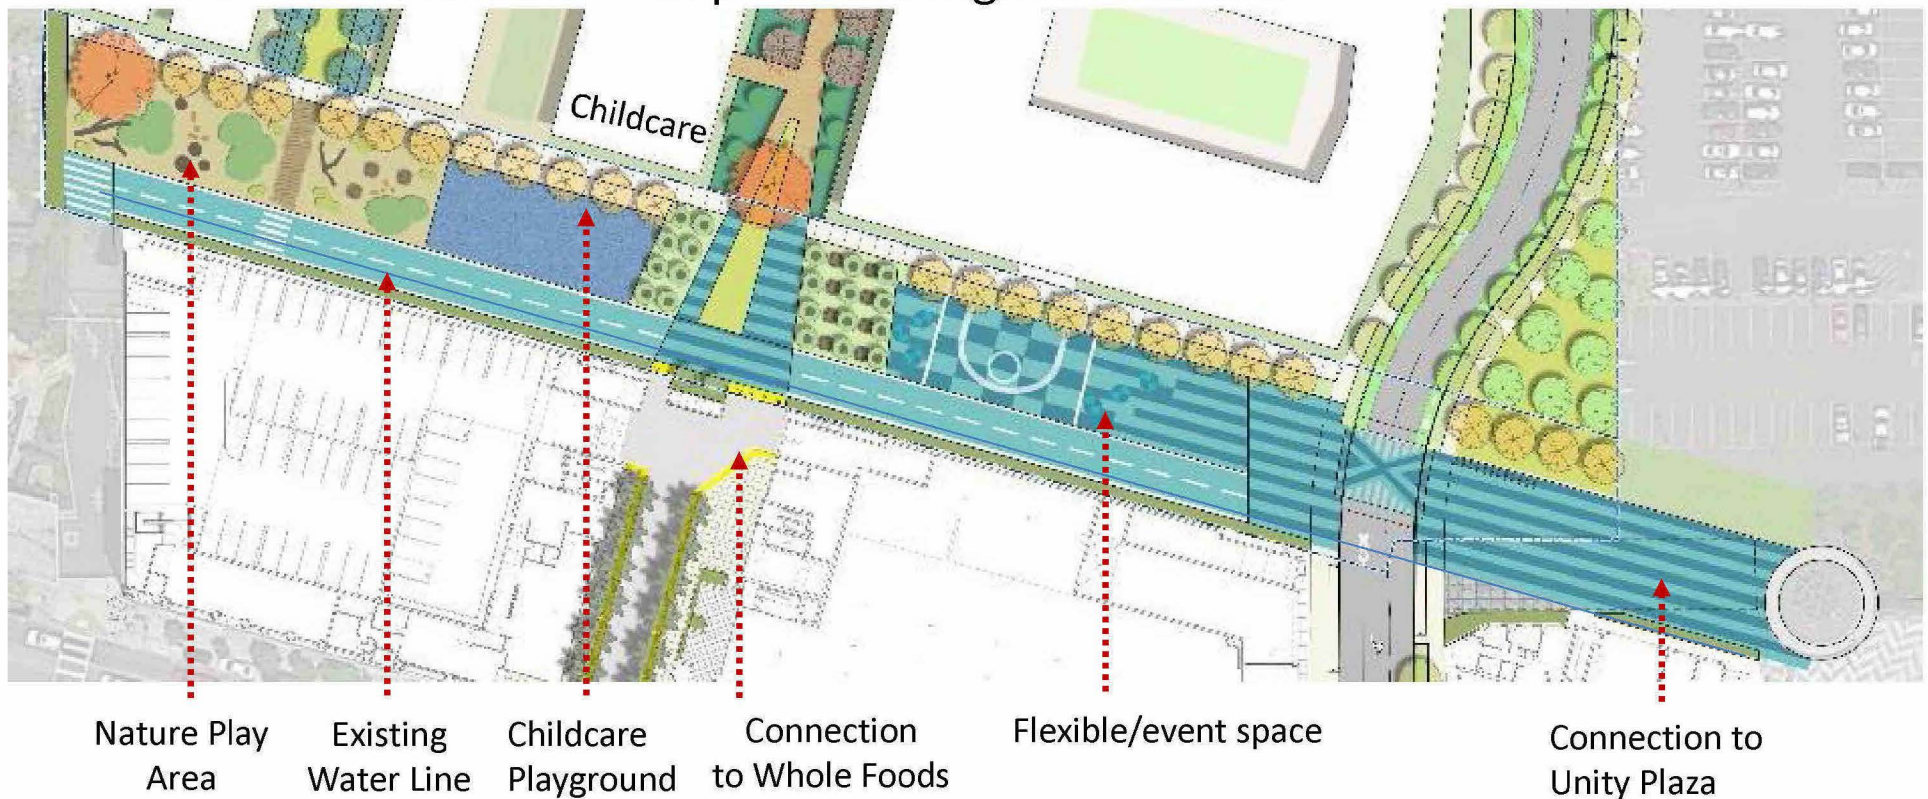 Childcare
Nature Play
Area
Existing
Water Line
Childcare
Playground
Connection
to Whole Foods
Flexible/event space
Connection to
Unity Plaza